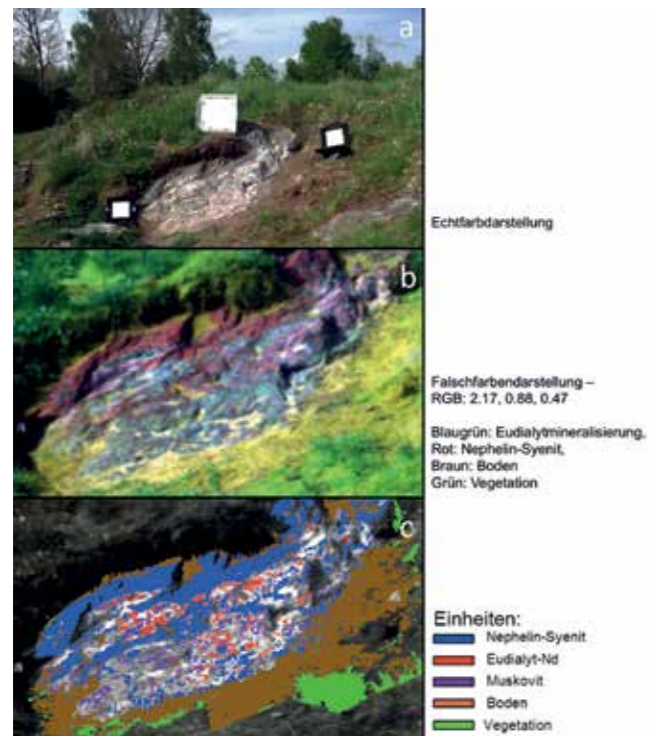 a
Echtfarbdarstellung
b
Falschfarbendarstellung –
RGB: 2.17, 0.88, 0.47
Blaugrün: Eudialytmineralisierung,
Rot: Nephelin-Syenit,
Braun: Boden
Grün: Vegetation
c
Einheiten:
Nephelin-Syenit
Eudialyt-Nd
Muskovit
Boden
Vegetation